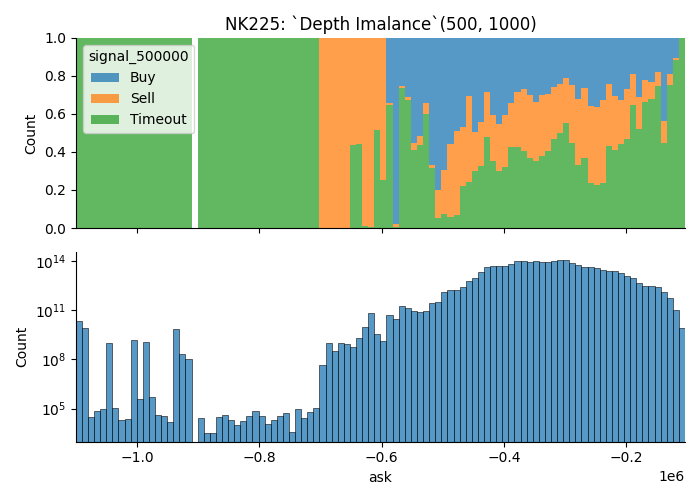 NK225: `Depth Imalance`(500, 1000)
signal_500000
Buy
Sell
Timeout
Count
1.0
0.8
0.6
0.4
0.2
0.0
Count
10^14
10^11
10^8
10^5
−1.0
−0.8
−0.6
−0.4
−0.2
1e6
ask